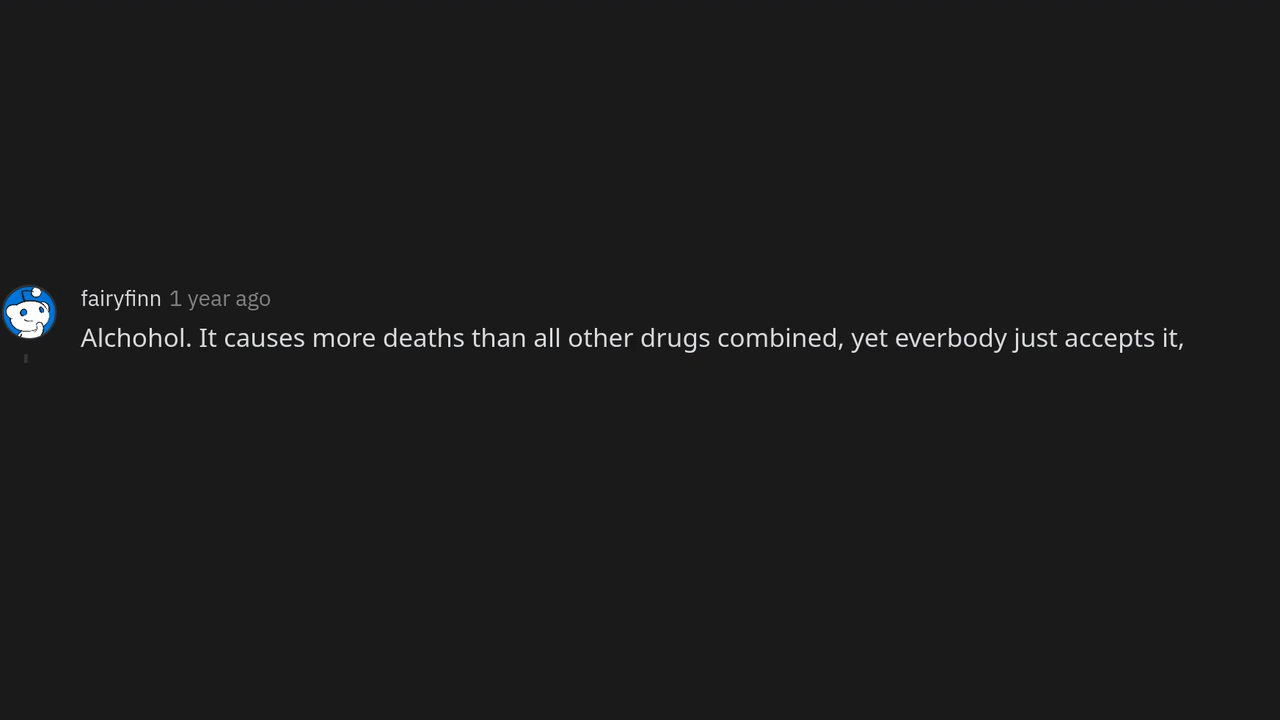 fairyfinn 1 year ago
Alchohol. It causes more deaths than all other drugs combined, yet everbody just accepts it,